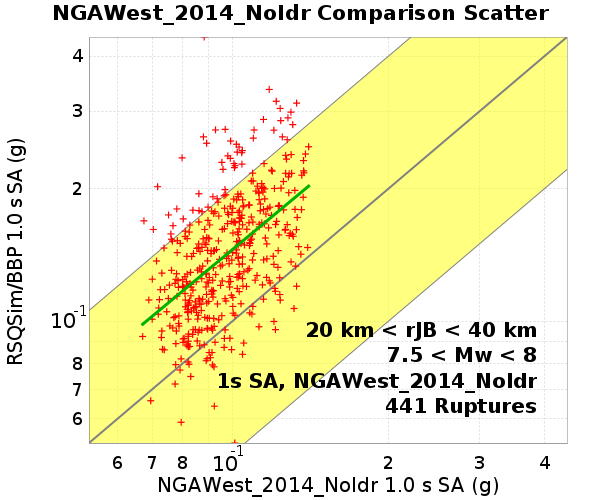 NGAWest_2014_NoIdr Comparison Scatter
RSQSim/BBP 1.0 s SA (g)
4
3
2
10-1
8
7
6
20 km < rJB < 40 km
7.5 < Mw < 8
1s SA, NGAWest_2014_NoIdr
441 Ruptures
6 7 8 10-1 2 3 4
NGAWest_2014_NoIdr 1.0 s SA (g)